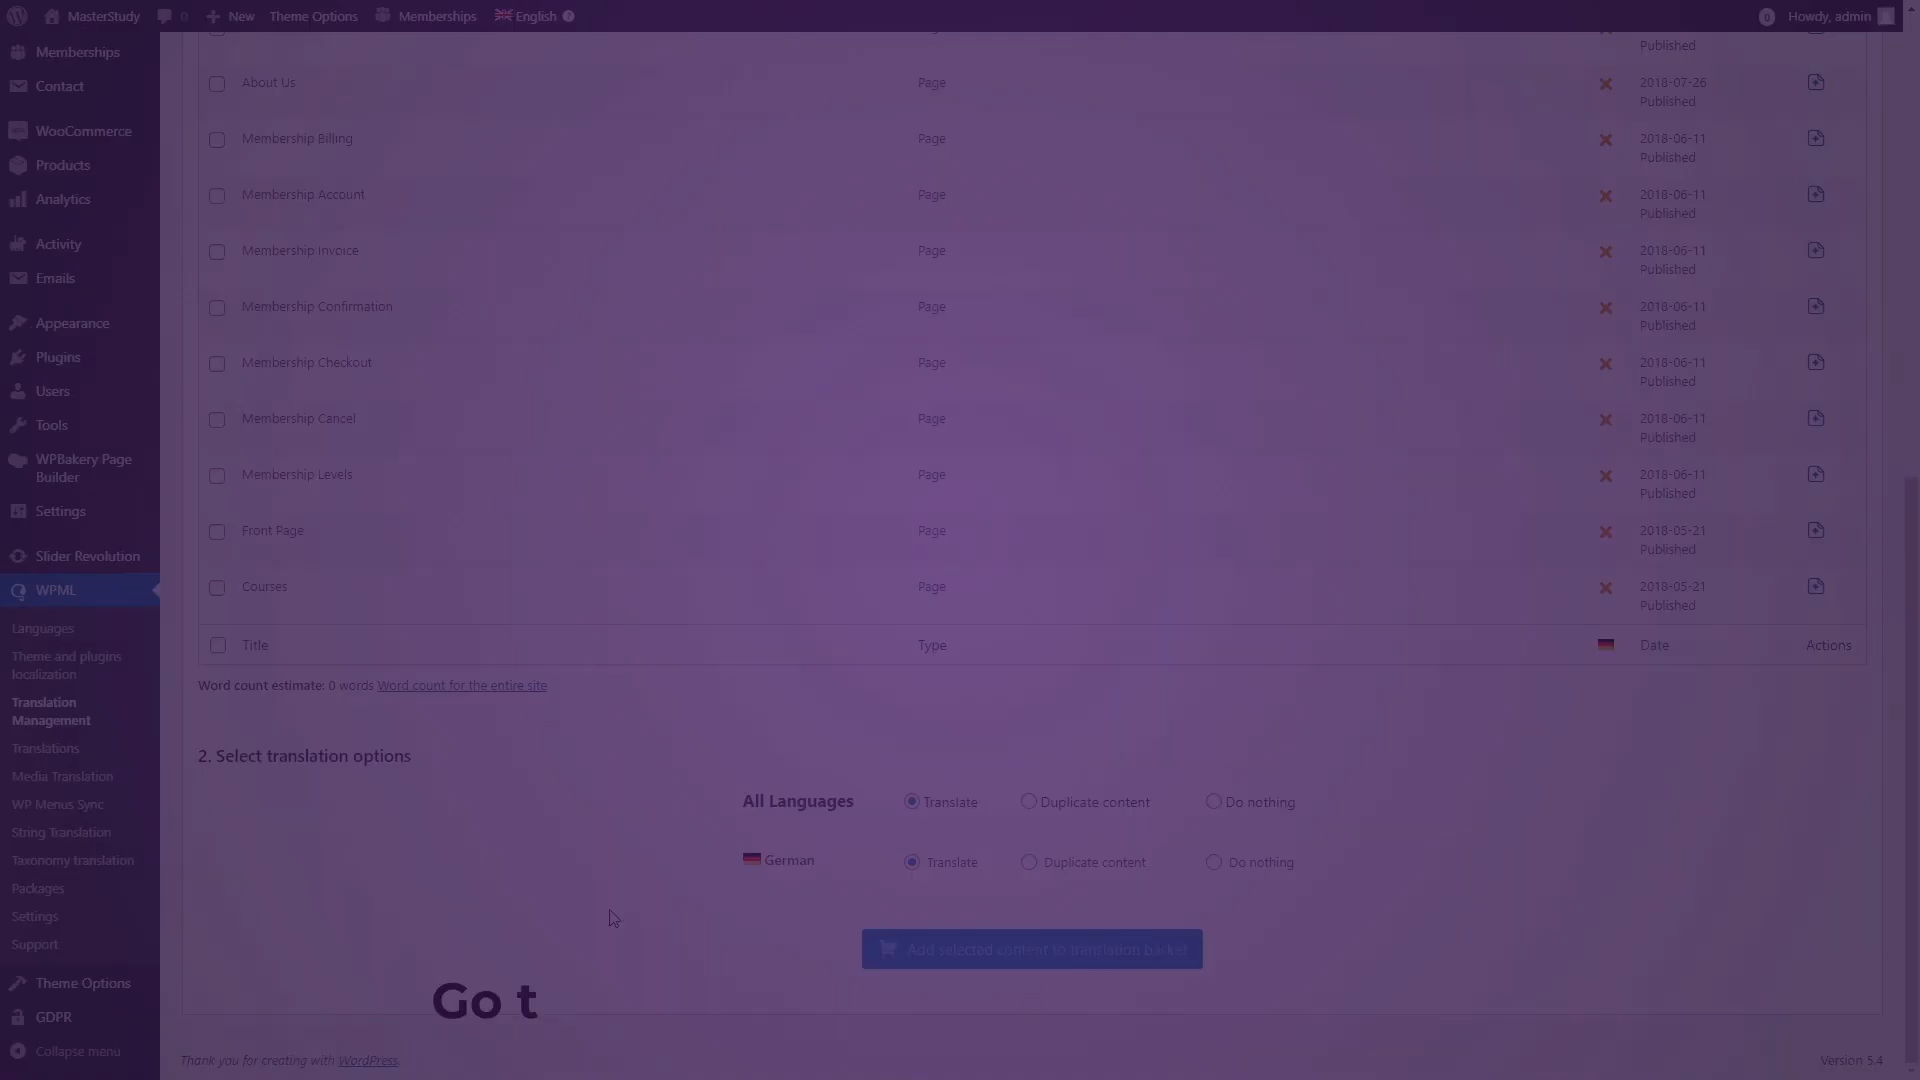 MasterStudy 0 New Theme Options Memberships English 0 Howdy, admin
Memberships
Contact
WooCommerce
Products
Analytics
Activity
Emails
Appearance
Plugins
Users
Tools
WPBakery Page
Builder
Settings
Slider Revolution
WPML
Languages
Theme and plugins
localization
Translation
Management
Translations
Media Translation
WP Menus Sync
String Translation
Taxonomy translation
Packages
Settings
Support
Theme Options
GDPR
Collapse menu
Published
About Us Page 2018-07-26
Published
Membership Billing Page 2018-06-11
Published
Membership Account Page 2018-06-11
Published
Membership Invoice Page 2018-06-11
Published
Membership Confirmation Page 2018-06-11
Published
Membership Checkout Page 2018-06-11
Published
Membership Cancel Page 2018-06-11
Published
Membership Levels Page 2018-06-11
Published
Front Page Page 2018-05-21
Published
Courses Page 2018-05-21
Published
Title Type Date Actions
Word count estimate: 0 words Word count for the entire site
2. Select translation options
All Languages Translate Duplicate content Do nothing
German Translate Duplicate content Do nothing
Add selected content to translation basket
Go t
Thank you for creating with WordPress.
Version 5.4